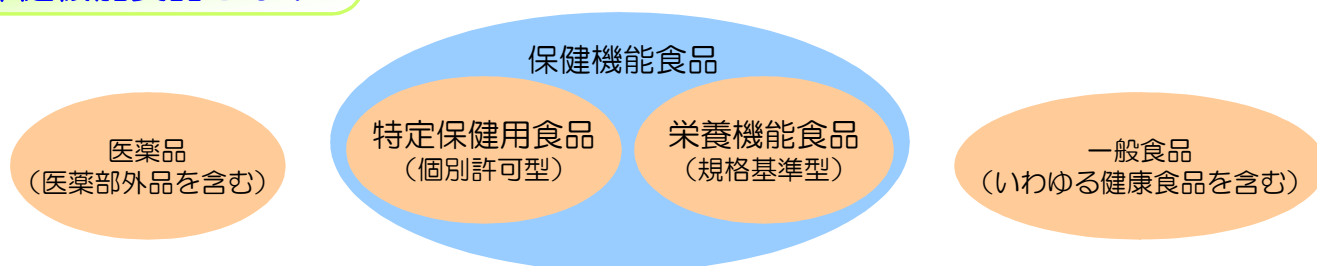 保健機能食品
特定保健用食品
（個別許可型）
栄養機能食品
（規格基準型）
医薬品
（医薬部外品を含む）
一般食品
（いわゆる健康食品を含む）